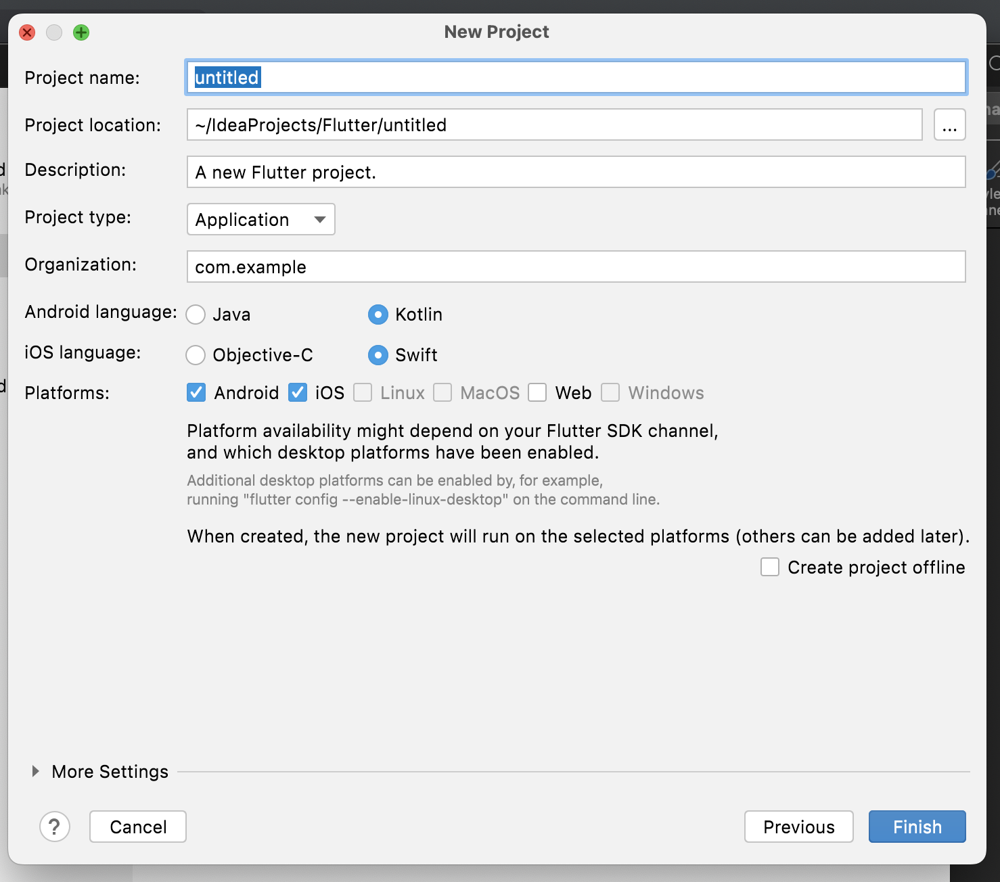 New Project
Project name: untitled
Project location: ~/IdeaProjects/Flutter/untitled ...
Description: A new Flutter project.
Project type: Application
Organization: com.example
Android language: Java Kotlin
iOS language: Objective-C Swift
Platforms: Android iOS Linux MacOS Web Windows
Platform availability might depend on your Flutter SDK channel,
and which desktop platforms have been enabled.
Additional desktop platforms can be enabled by, for example,
running "flutter config --enable-linux-desktop" on the command line.
When created, the new project will run on the selected platforms (others can be added later).
Create project offline
More Settings
? Cancel Previous Finish